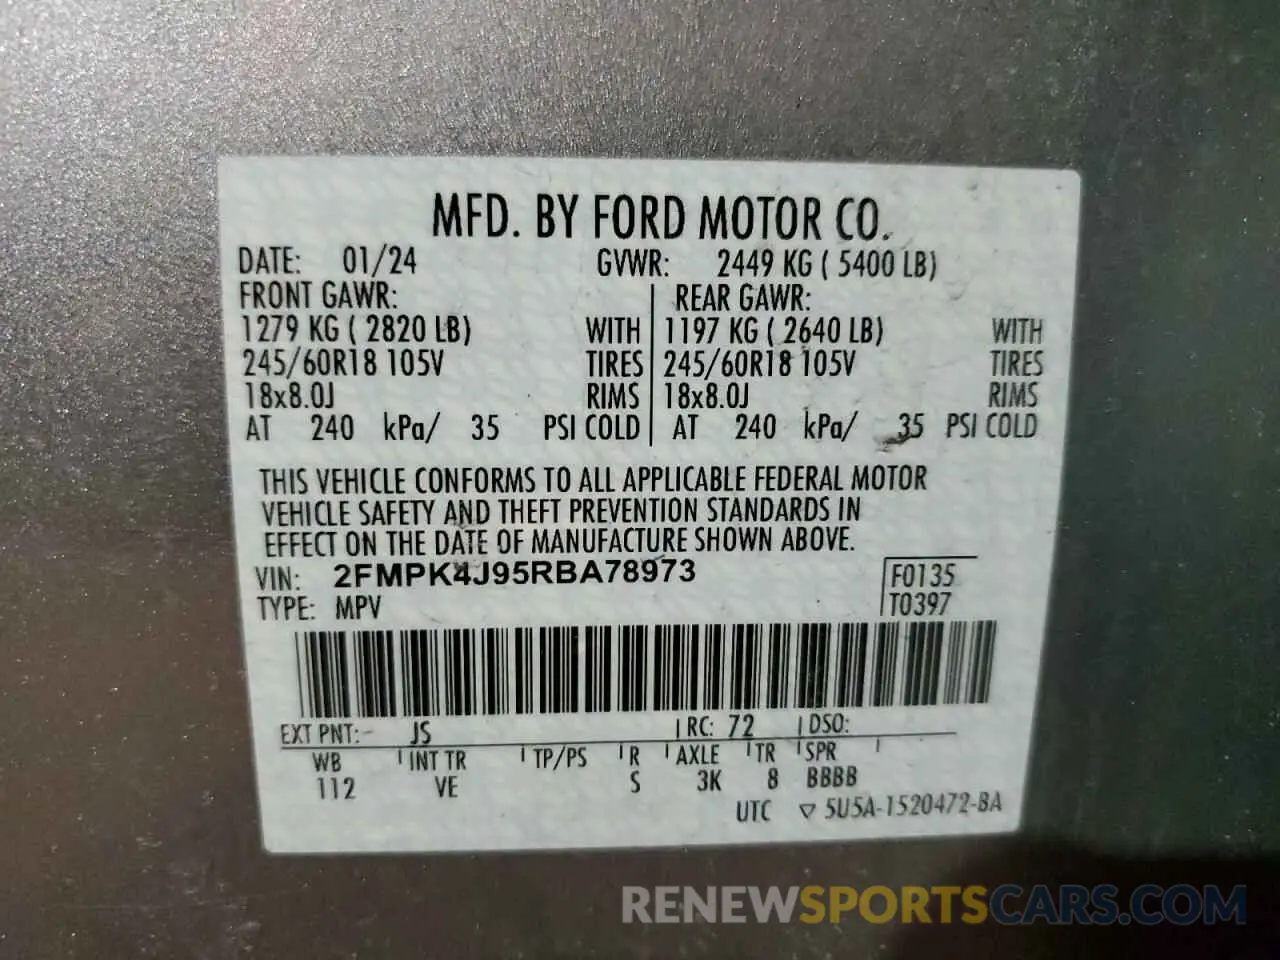 MFD. BY FORD MOTOR CO.
DATE: 01/24 GVWR: 2449 KG ( 5400 LB)
FRONT GAWR: REAR GAWR:
1279 KG ( 2820 LB) WITH 1197 KG ( 2640 LB) WITH
245/60R18 105V TIRES 245/60R18 105V TIRES
18x8.0J RIMS 18x8.0J RIMS
AT 240 kPa/ 35 PSI COLD AT 240 kPa/ 35 PSI COLD
THIS VEHICLE CONFORMS TO ALL APPLICABLE FEDERAL MOTOR
VEHICLE SAFETY AND THEFT PREVENTION STANDARDS IN
EFFECT ON THE DATE OF MANUFACTURE SHOWN ABOVE.
VIN: 2FMPK4J95RBA78973 F0135
TYPE: MPV T0397
EXT PNT: JS RC: 72 DSO:
WB INT TR TP/PS R AXLE TR SPR
112 VE S 3K 8 BBBB
UTC ▽ 5U5A-1520472-BA
RENEWSPORTSCARS.COM